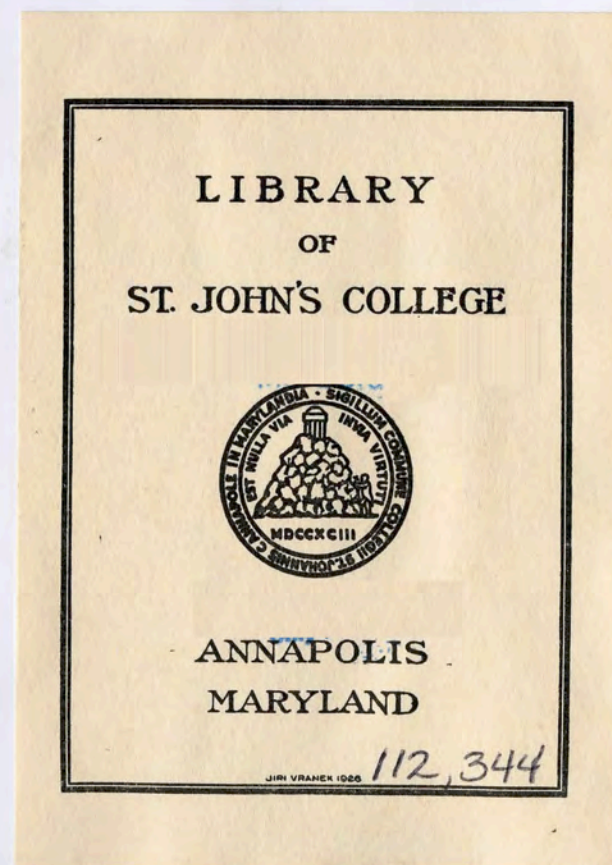 LIBRARY
OF
ST. JOHN'S COLLEGE
SIGILLUM COMMUNE COLLEGII ST. JOHANNIS ANNAPOLE IN MARYLANDIA ·
EST NULLA VIA INVIA VIRTUTI
MDCCXCIII
ANNAPOLIS
MARYLAND
JIRI VRANEK 1926
112,344